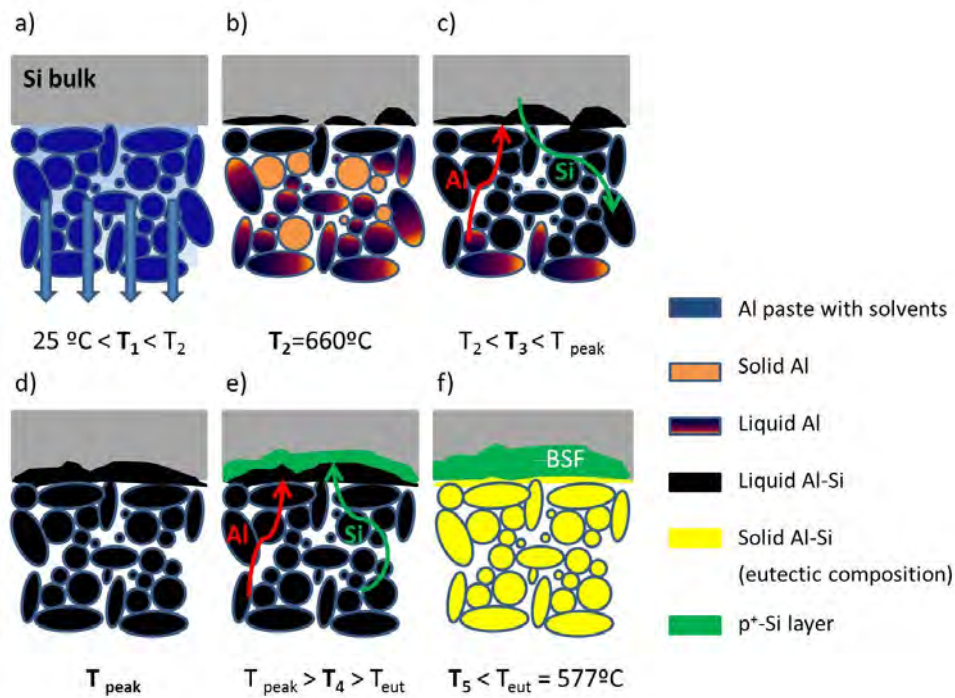 a)
b)
c)
Si bulk
Al
Si
25 ºC < T₁ < T₂
T₂=660ºC
T₂ < T₃ < T peak
Al paste with solvents
Solid Al
Liquid Al
Liquid Al-Si
Solid Al-Si
(eutectic composition)
p⁺-Si layer
d)
e)
f)
Al
Si
BSF
T peak
T peak > T₄ > T eut
T₅ < T eut = 577ºC